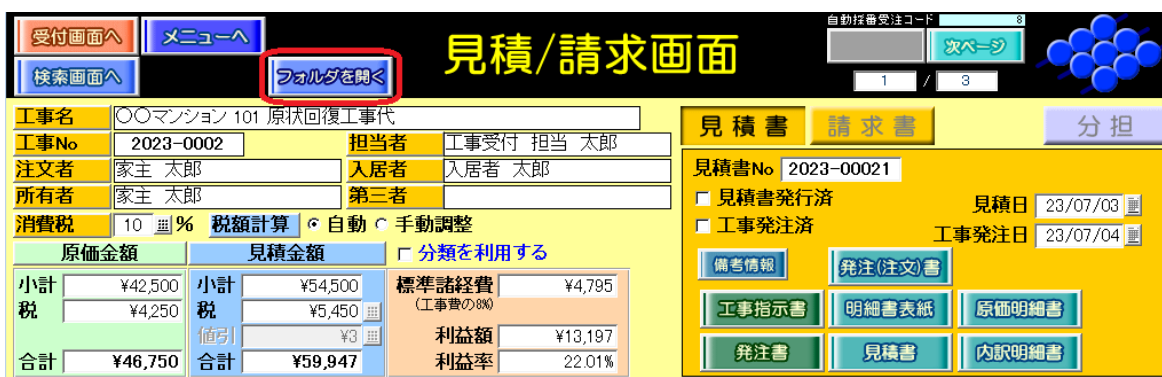 受付画面へ メニューへ 見積/請求画面 自動採番受注コード 8
次ページ
検索画面へ フォルダを開く 1 / 3
工事名 〇〇マンション 101 原状回復工事代
工事No 2023-0002 担当者 工事受付 担当 太郎
注文者 家主 太郎 入居者 入居者 太郎
所有者 家主 太郎 第三者
消費税 10 % 税額計算 自動 手動調整
原価金額 見積金額 分類を利用する
小計 ¥42,500 小計 ¥54,500 標準諸経費 ¥4,795
(工事費の8%)
税 ¥4,250 税 ¥5,450
値引 ¥3 利益額 ¥13,197
合計 ¥46,750 合計 ¥59,947 利益率 22.01%
見積書 請求書 分担
見積書No 2023-00021
見積書発行済 見積日 23/07/03
工事発注済 工事発注日 23/07/04
備考情報 発注(注文)書
工事指示書 明細書表紙 原価明細書
発注書 見積書 内訳明細書